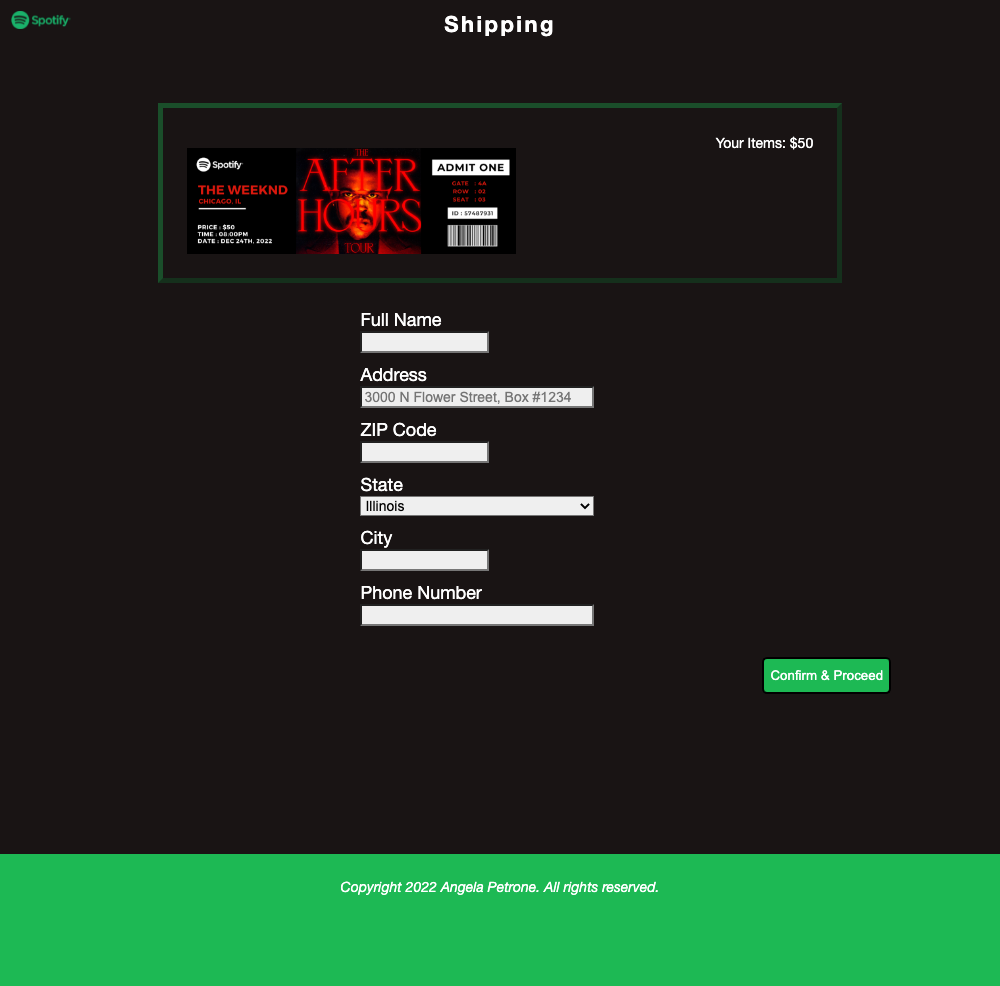 Spotify
Shipping
Your Items: $50
Spotify
THE WEEKND
CHICAGO, IL
PRICE : $50
TIME : 08:00PM
DATE : DEC 24TH, 2022
THE
AFTER
HOURS
TOUR
ADMIT ONE
GATE : 4A
ROW : 02
SEAT : 03
ID : 57487931
Full Name
Address
3000 N Flower Street, Box #1234
ZIP Code
State
Illinois
City
Phone Number
Confirm & Proceed
Copyright 2022 Angela Petrone. All rights reserved.